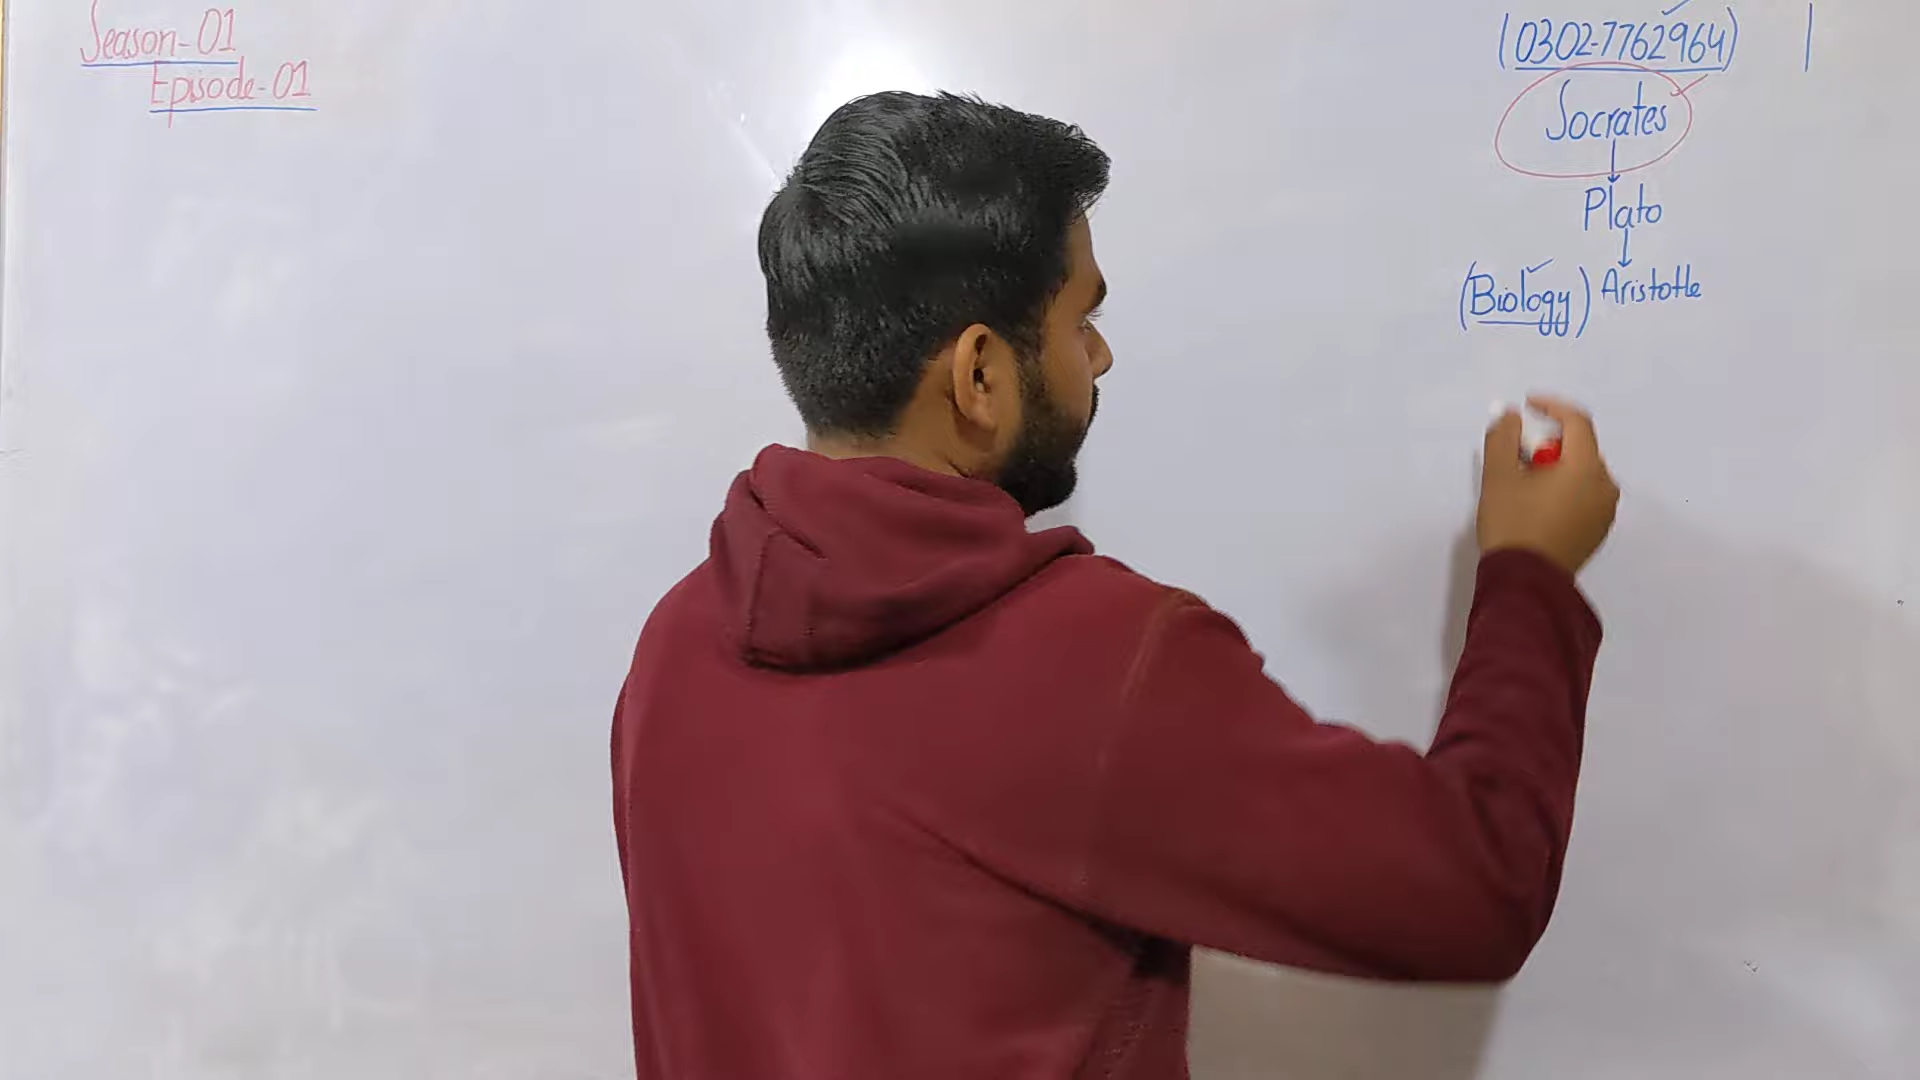 Season-01
Episode-01
(0302-7762964) |
Socrates
Plato
(Biology) Aristotle